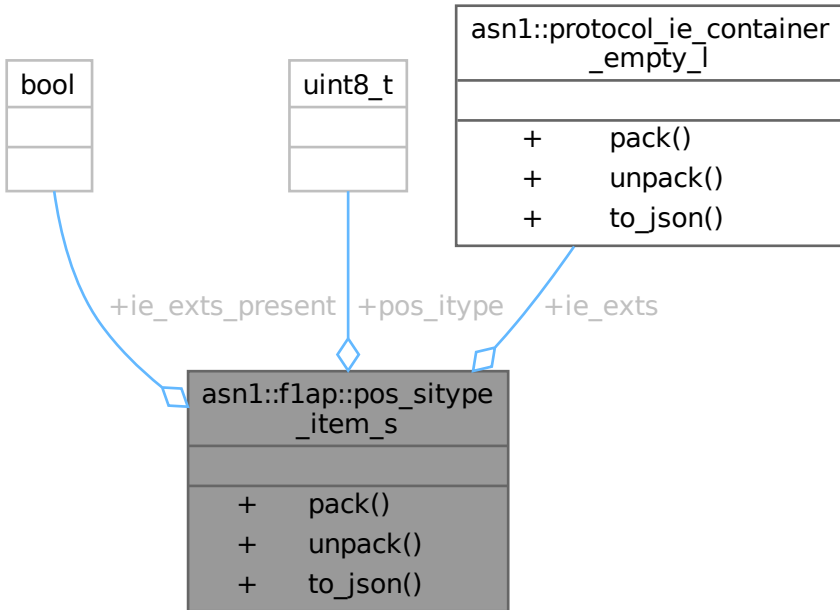 asn1::protocol_ie_container
_empty_l
+ pack()
+ unpack()
+ to_json()
bool
uint8_t
+ie_exts_present
+pos_itype
+ie_exts
asn1::f1ap::pos_sitype
_item_s
+ pack()
+ unpack()
+ to_json()